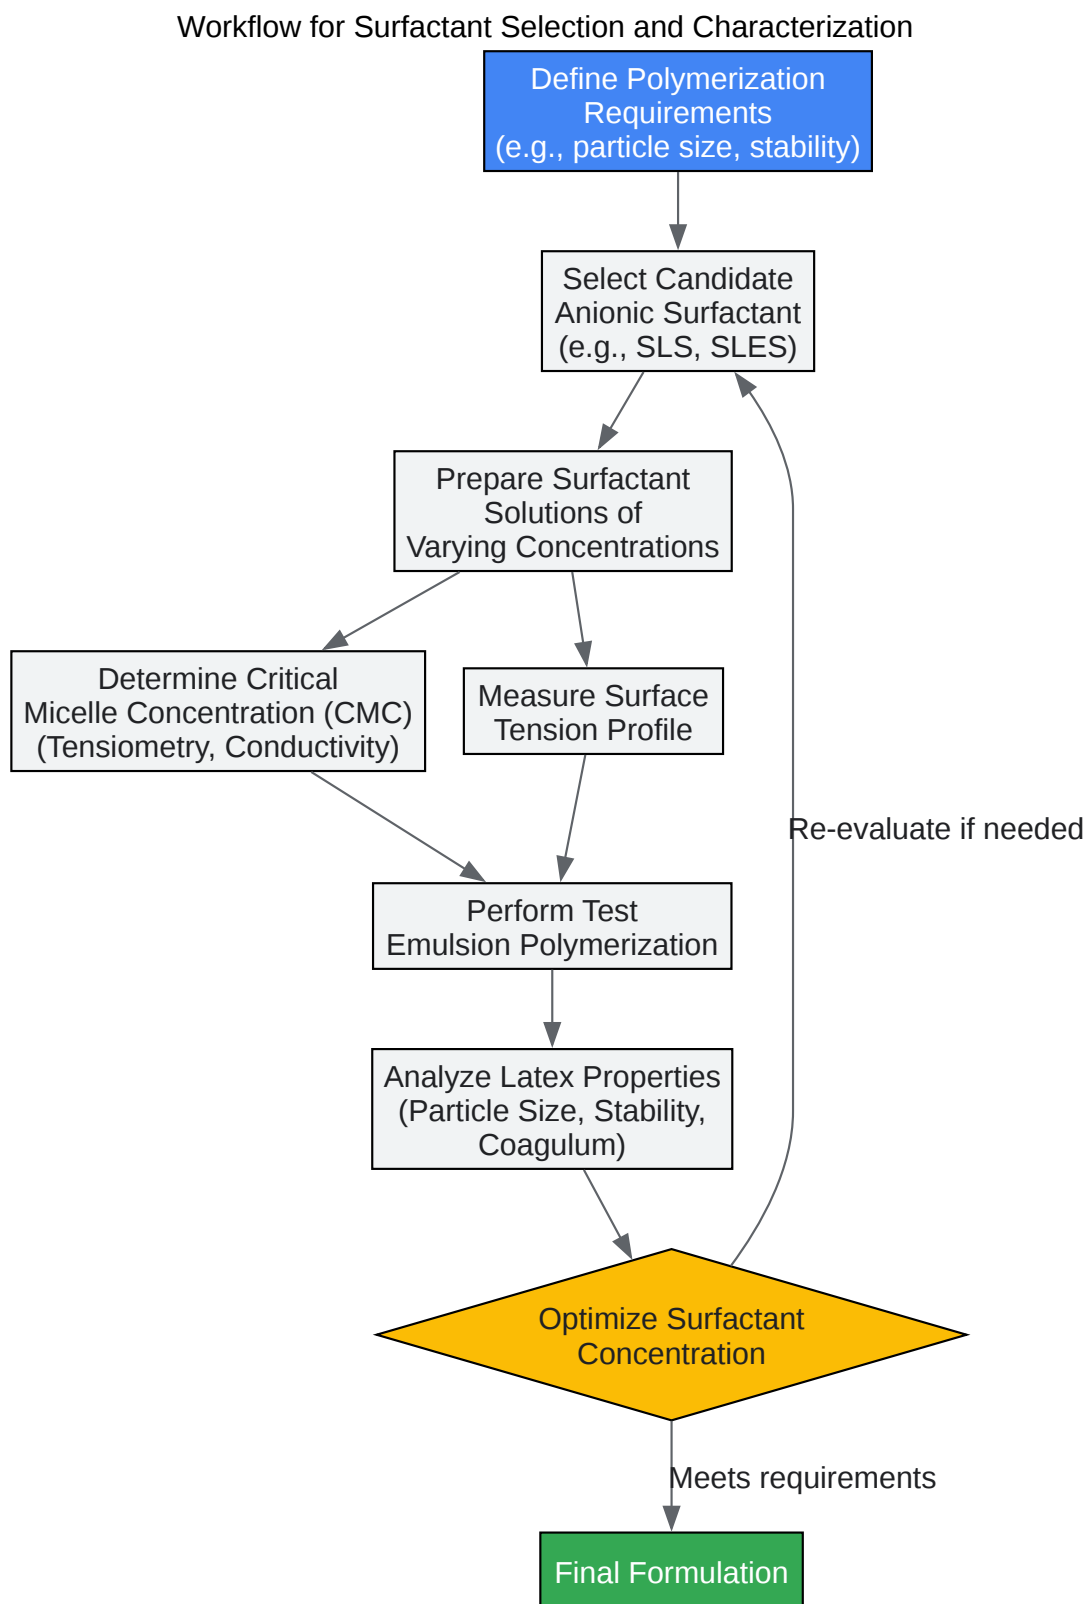 Workflow for Surfactant Selection and Characterization
Define Polymerization
Requirements
(e.g., particle size, stability)
Select Candidate
Anionic Surfactant
(e.g., SLS, SLES)
Prepare Surfactant
Solutions of
Varying Concentrations
Determine Critical
Micelle Concentration (CMC)
(Tensiometry, Conductivity)
Measure Surface
Tension Profile
Re-evaluate if needed
Perform Test
Emulsion Polymerization
Analyze Latex Properties
(Particle Size, Stability,
Coagulum)
Optimize Surfactant
Concentration
Meets requirements
Final Formulation